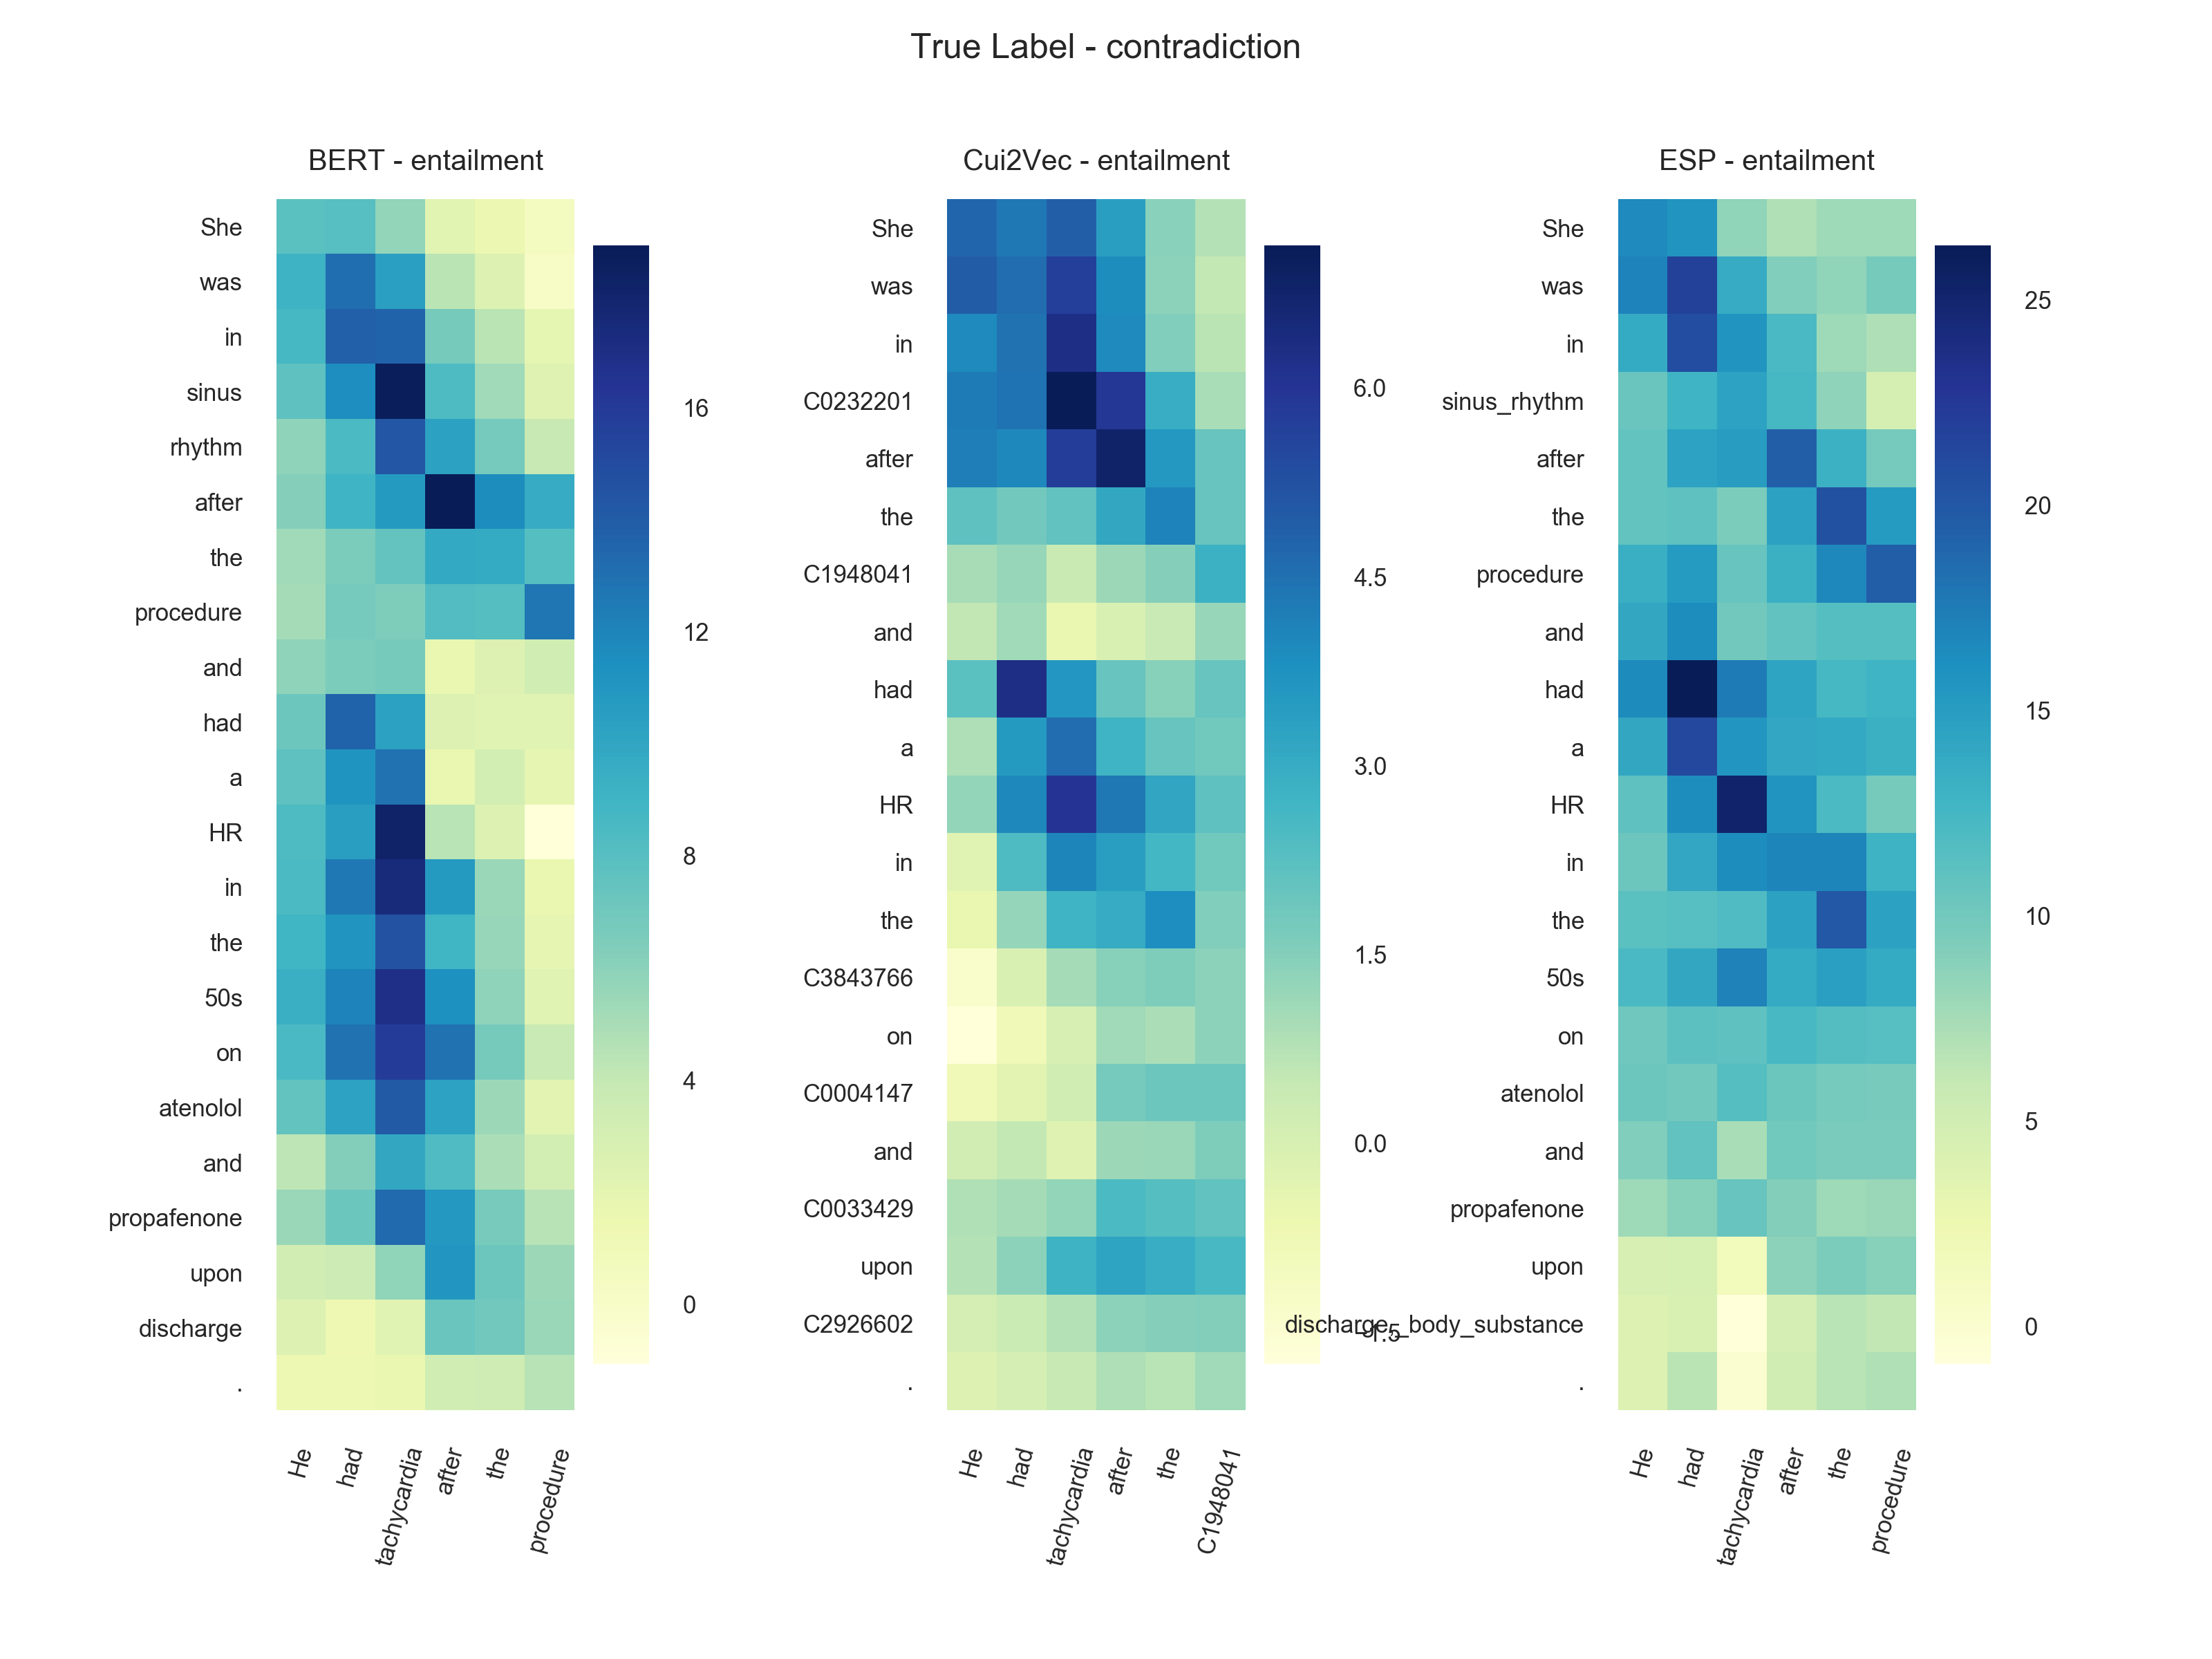 True Label - contradiction
BERT - entailment
She
was
in
sinus
rhythm
after
the
procedure
and
had
a
HR
in
the
50s
on
atenolol
and
propafenone
upon
discharge
.
He
had
tachycardia
after
the
procedure
16
12
8
4
0
Cui2Vec - entailment
She
was
in
C0232201
after
the
C1948041
and
had
a
HR
in
the
C3843766
on
C0004147
and
C0033429
upon
C2926602
.
He
had
tachycardia
after
the
C1948041
6.0
4.5
3.0
1.5
0.0
−1.5
ESP - entailment
She
was
in
sinus_rhythm
after
the
procedure
and
had
a
HR
in
the
50s
on
atenolol
and
propafenone
upon
discharge_body_substance
.
He
had
tachycardia
after
the
procedure
25
20
15
10
5
0